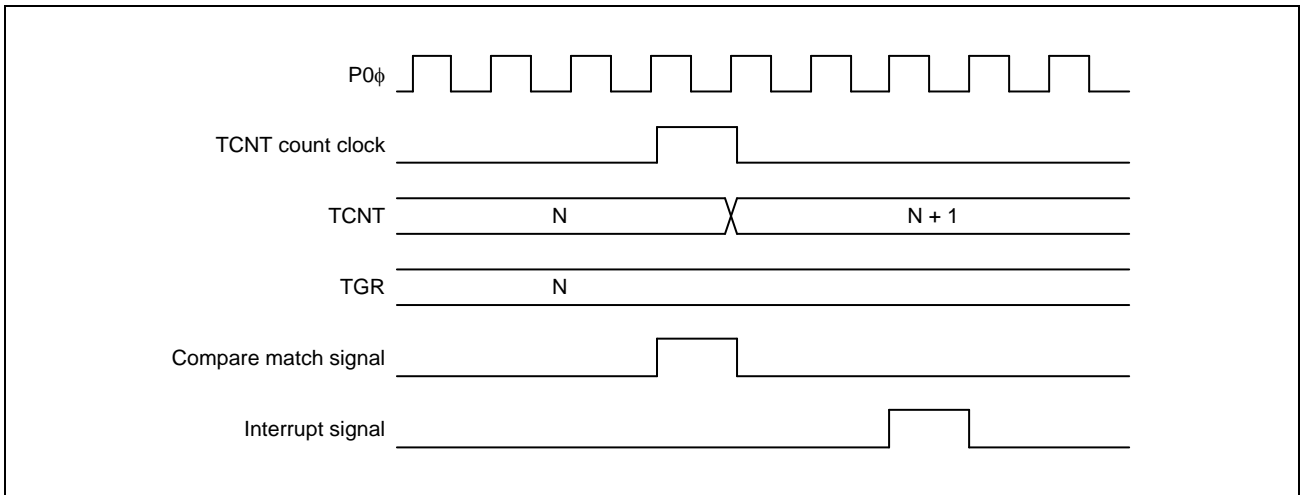 P0ϕ
TCNT count clock
TCNT
N
N + 1
TGR
N
Compare match signal
Interrupt signal